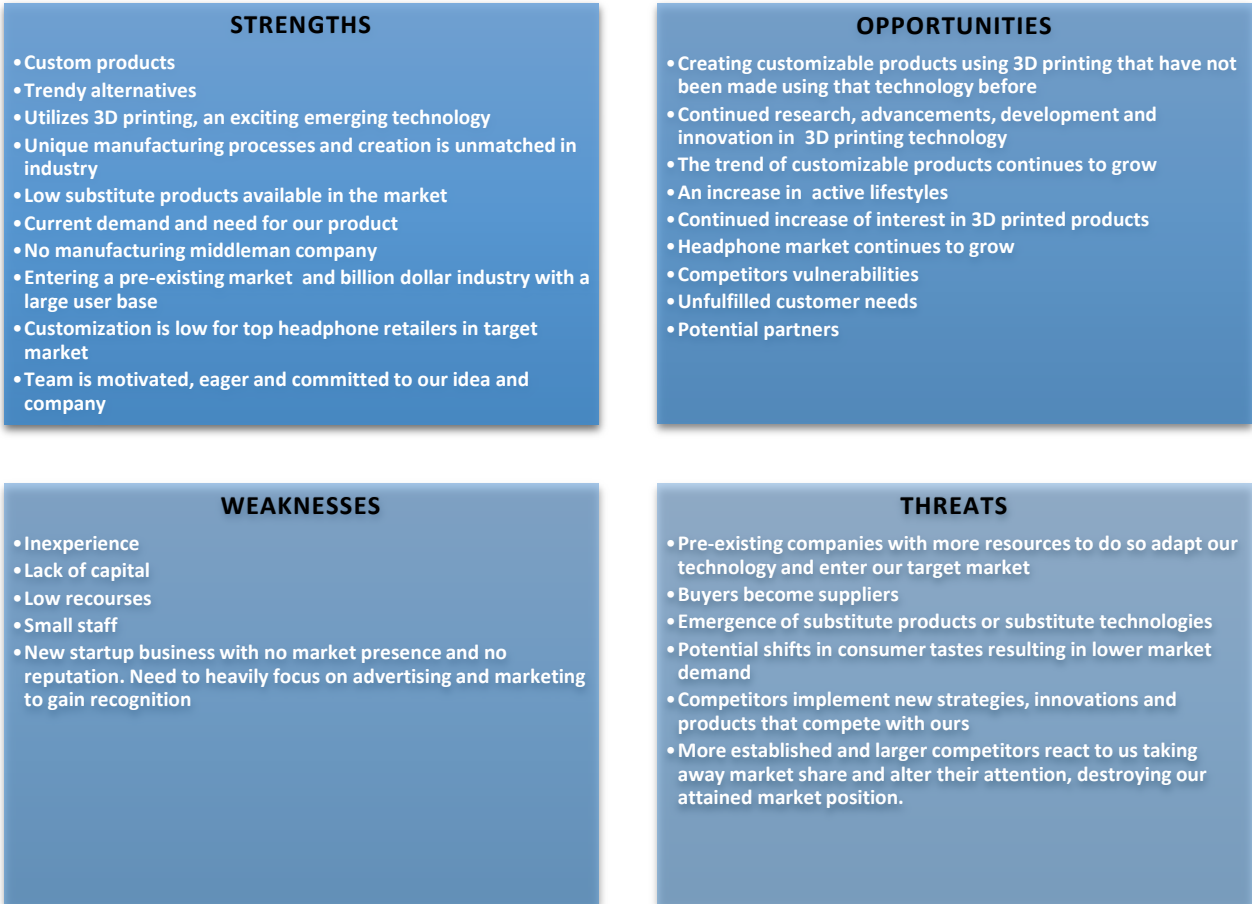 STRENGTHS
•Custom products
•Trendy alternatives
•Utilizes 3D printing, an exciting emerging technology
•Unique manufacturing processes and creation is unmatched in
industry
•Low substitute products available in the market
•Current demand and need for our product
•No manufacturing middleman company
•Entering a pre-existing market and billion dollar industry with a
large user base
•Customization is low for top headphone retailers in target
market
•Team is motivated, eager and committed to our idea and
company
OPPORTUNITIES
•Creating customizable products using 3D printing that have not
been made using that technology before
•Continued research, advancements, development and
innovation in 3D printing technology
•The trend of customizable products continues to grow
•An increase in active lifestyles
•Continued increase of interest in 3D printed products
•Headphone market continues to grow
•Competitors vulnerabilities
•Unfulfilled customer needs
•Potential partners
WEAKNESSES
•Inexperience
•Lack of capital
•Low recourses
•Small staff
•New startup business with no market presence and no
reputation. Need to heavily focus on advertising and marketing
to gain recognition
THREATS
•Pre-existing companies with more resources to do so adapt our
technology and enter our target market
•Buyers become suppliers
•Emergence of substitute products or substitute technologies
•Potential shifts in consumer tastes resulting in lower market
demand
•Competitors implement new strategies, innovations and
products that compete with ours
•More established and larger competitors react to us taking
away market share and alter their attention, destroying our
attained market position.